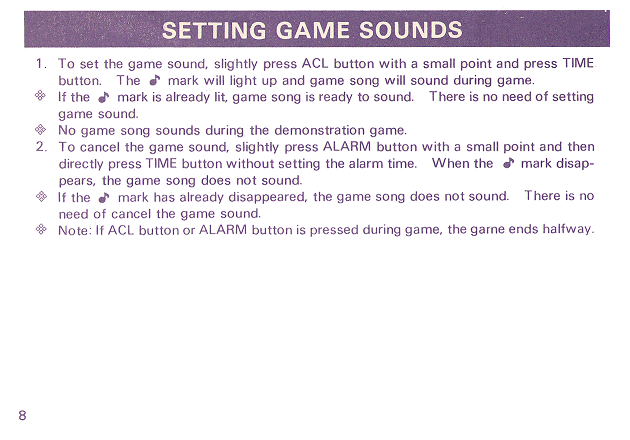 SETTING GAME SOUNDS
1. To set the game sound, slightly press ACL button with a small point and press TIME
button. The ♪ mark will light up and game song will sound during game.
※ If the ♪ mark is already lit, game song is ready to sound. There is no need of setting
game sound.
※ No game song sounds during the demonstration game.
2. To cancel the game sound, slightly press ALARM button with a small point and then
directly press TIME button without setting the alarm time. When the ♪ mark disap-
pears, the game song does not sound.
※ If the ♪ mark has already disappeared, the game song does not sound. There is no
need of cancel the game sound.
※ Note: If ACL button or ALARM button is pressed during game, the game ends halfway.
8